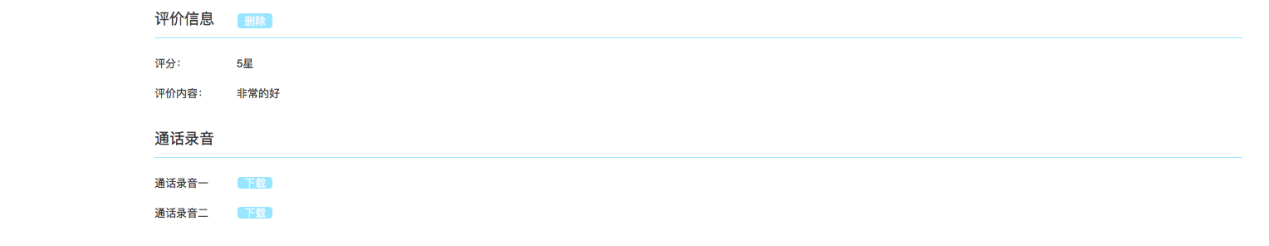 评价信息 删除
评分： 5星
评价内容： 非常的好
通话录音
通话录音一 下载
通话录音二 下载